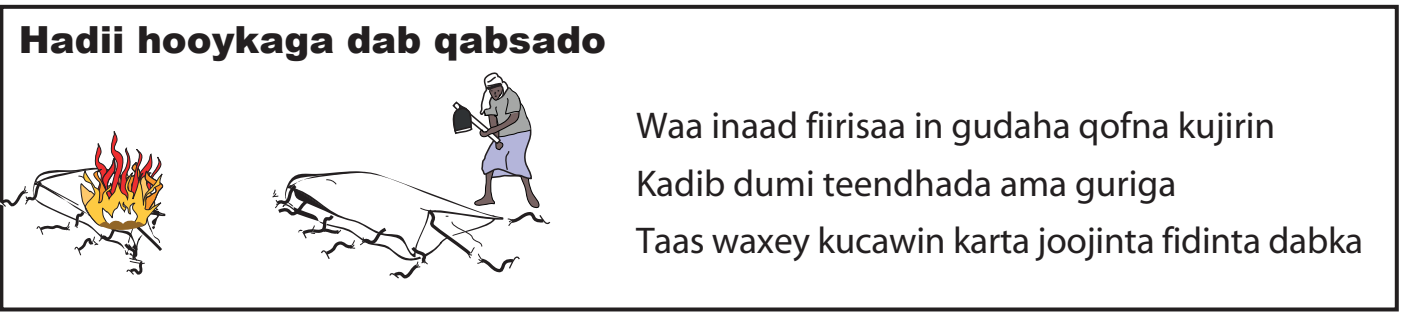 Hadii hooykaga dab qabsado
Waa inaad fiirisaa in gudaha qofna kujirin
Kadib dumi teendhada ama guriga
Taas waxey kucawin karta joojinta fidinta dabka